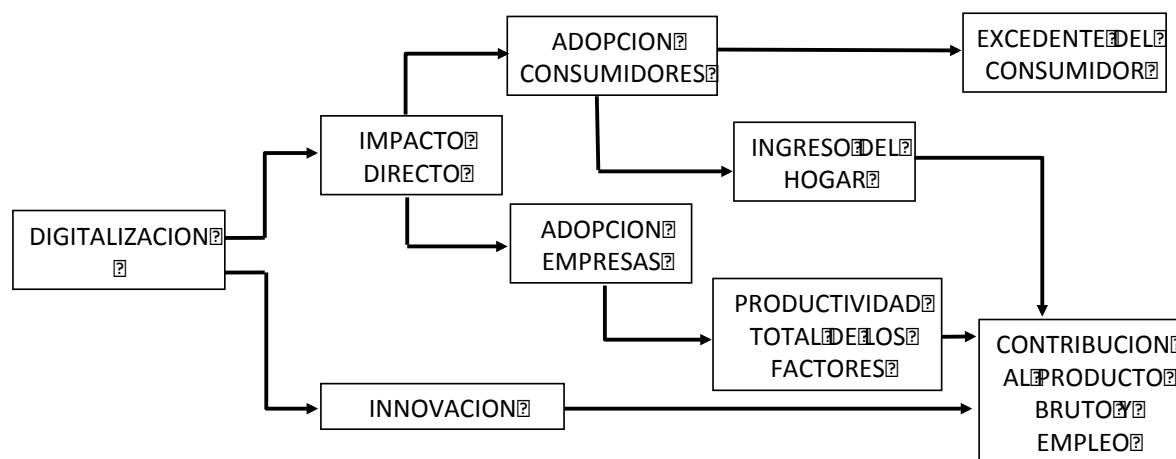 ADOPCION
CONSUMIDORES
EXCEDENTE DEL
CONSUMIDOR
IMPACTO
DIRECTO
INGRESO DEL
HOGAR
DIGITALIZACION
ADOPCION
EMPRESAS
PRODUCTIVIDAD
TOTAL DE LOS
FACTORES
CONTRIBUCION
AL PRODUCTO
BRUTO Y
EMPLEO
INNOVACION